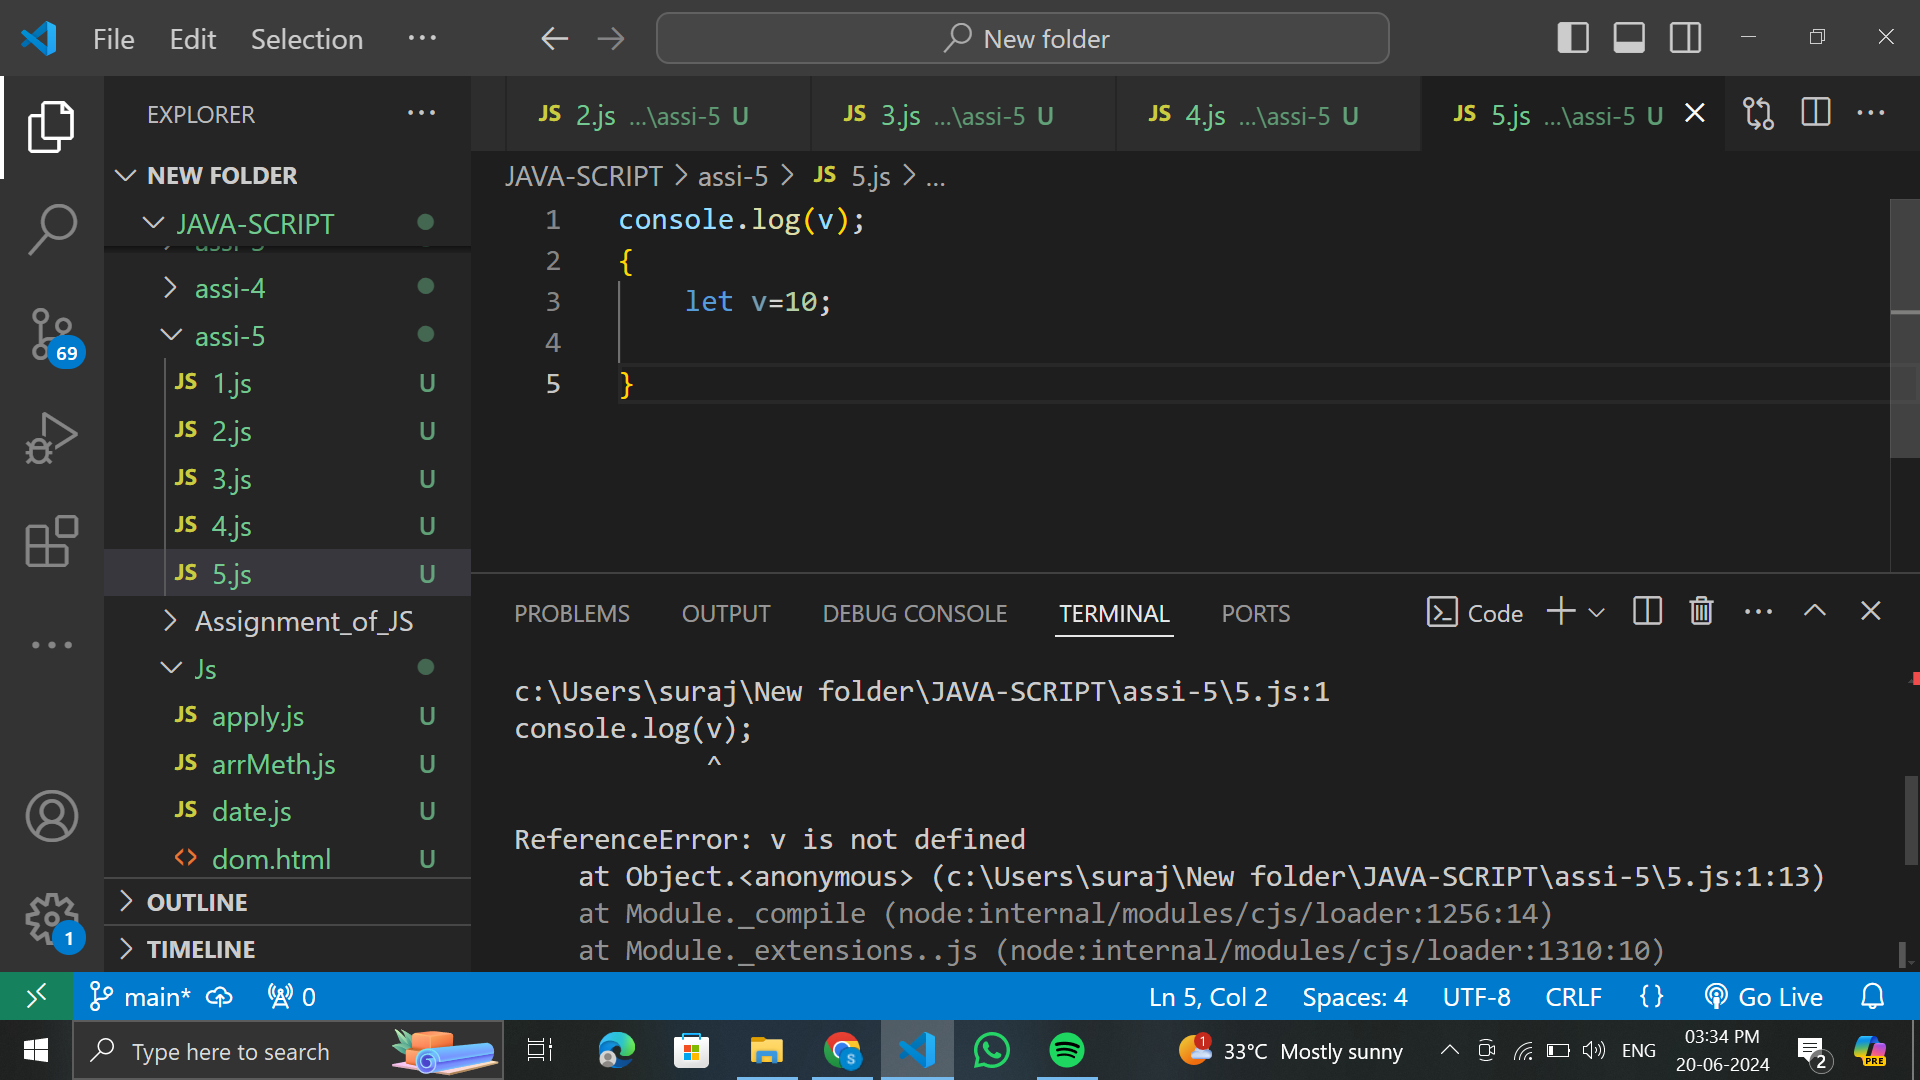 File Edit Selection ...
New folder
EXPLORER ...
NEW FOLDER
JAVA-SCRIPT
assi-4
assi-5
JS 1.js U
JS 2.js U
JS 3.js U
JS 4.js U
JS 5.js U
Assignment_of_JS
Js
JS apply.js U
JS arrMeth.js U
JS date.js U
<> dom.html U
OUTLINE
TIMELINE
69
1
JS 2.js ...\assi-5 U
JS 3.js ...\assi-5 U
JS 4.js ...\assi-5 U
JS 5.js ...\assi-5 U
JAVA-SCRIPT > assi-5 > JS 5.js > ...
1 console.log(v);
2 {
3 let v=10;
4
5 }
PROBLEMS OUTPUT DEBUG CONSOLE TERMINAL PORTS
Code
c:\Users\suraj\New folder\JAVA-SCRIPT\assi-5\5.js:1
console.log(v);
^
ReferenceError: v is not defined
at Object.<anonymous> (c:\Users\suraj\New folder\JAVA-SCRIPT\assi-5\5.js:1:13)
at Module._compile (node:internal/modules/cjs/loader:1256:14)
at Module._extensions..js (node:internal/modules/cjs/loader:1310:10)
main* 0 Ln 5, Col 2 Spaces: 4 UTF-8 CRLF {} Go Live
Type here to search
S
1 33°C Mostly sunny
ENG
03:34 PM
20-06-2024
2
PRE